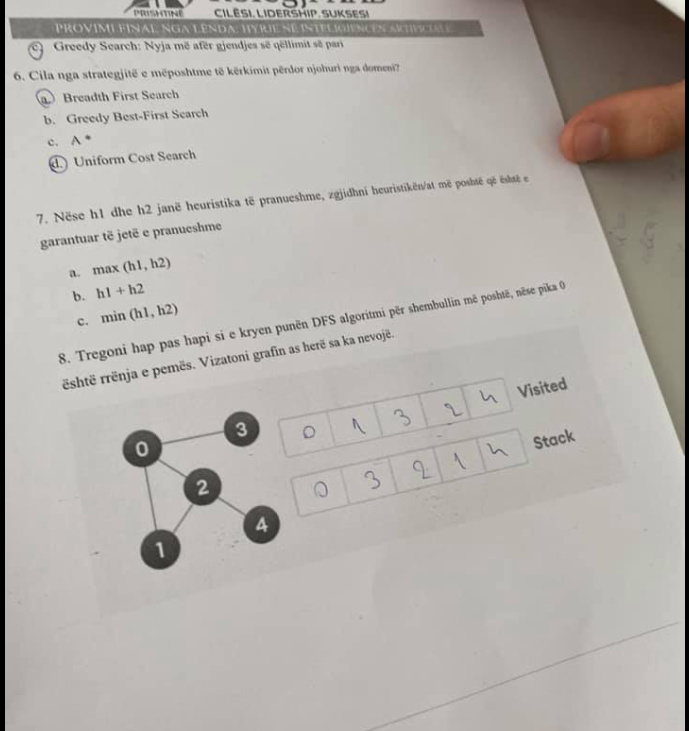 PRISHTINË
CILËSI. LIDERSHIP. SUKSES!
PROVIMI FINAL NGA LËNDA: HYRJE NË INTELIGJENCËN ARTIFICIALE
c) Greedy Search: Nyja më afër gjendjes së qëllimit së pari
6. Cila nga strategjitë e mëposhtme të kërkimit përdor njohuri nga domeni?
a. Breadth First Search
b. Greedy Best-First Search
c. A *
d. Uniform Cost Search
7. Nëse h1 dhe h2 janë heuristika të pranueshme, zgjidhni heuristikën/at më poshtë që është e
garantuar të jetë e pranueshme
a. max (h1, h2)
b. h1 + h2
c. min (h1, h2)
8. Tregoni hap pas hapi si e kryen punën DFS algoritmi për shembullin më poshtë, nëse pika 0
është rrënja e pemës. Vizatoni grafin as herë sa ka nevojë.
0 1 3 2 4 Visited
0 3 2 1 4 Stack
0
3
2
4
1